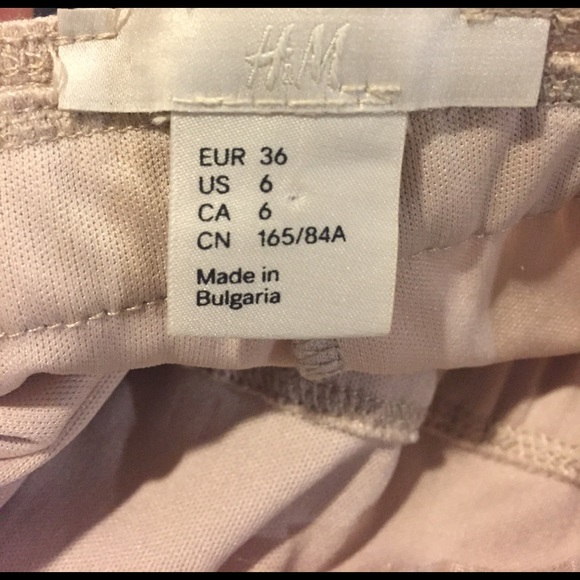 H&M
EUR 36
US 6
CA 6
CN 165/84A
Made in
Bulgaria